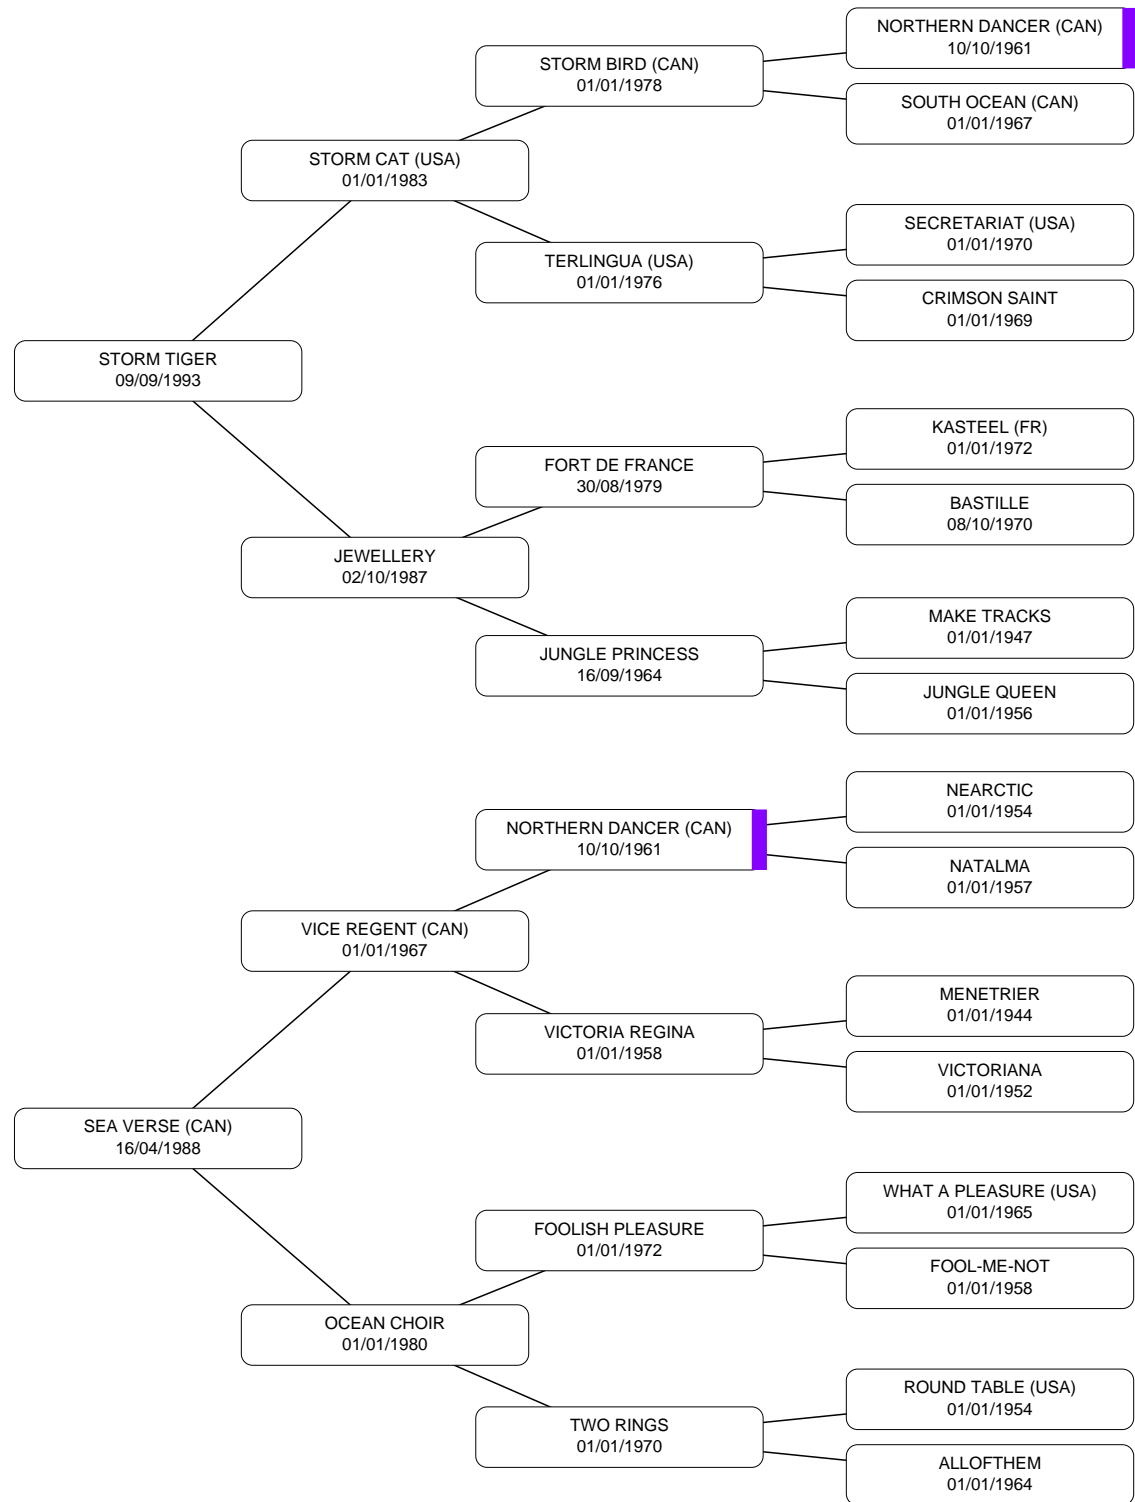 NORTHERN DANCER (CAN)
10/10/1961
STORM BIRD (CAN)
01/01/1978
SOUTH OCEAN (CAN)
01/01/1967
STORM CAT (USA)
01/01/1983
SECRETARIAT (USA)
01/01/1970
TERLINGUA (USA)
01/01/1976
CRIMSON SAINT
01/01/1969
STORM TIGER
09/09/1993
KASTEEL (FR)
01/01/1972
FORT DE FRANCE
30/08/1979
BASTILLE
08/10/1970
JEWELLERY
02/10/1987
MAKE TRACKS
01/01/1947
JUNGLE PRINCESS
16/09/1964
JUNGLE QUEEN
01/01/1956
NEARCTIC
01/01/1954
NORTHERN DANCER (CAN)
10/10/1961
NATALMA
01/01/1957
VICE REGENT (CAN)
01/01/1967
MENETRIER
01/01/1944
VICTORIA REGINA
01/01/1958
VICTORIANA
01/01/1952
SEA VERSE (CAN)
16/04/1988
WHAT A PLEASURE (USA)
01/01/1965
FOOLISH PLEASURE
01/01/1972
FOOL-ME-NOT
01/01/1958
OCEAN CHOIR
01/01/1980
ROUND TABLE (USA)
01/01/1954
TWO RINGS
01/01/1970
ALLOFTHEM
01/01/1964